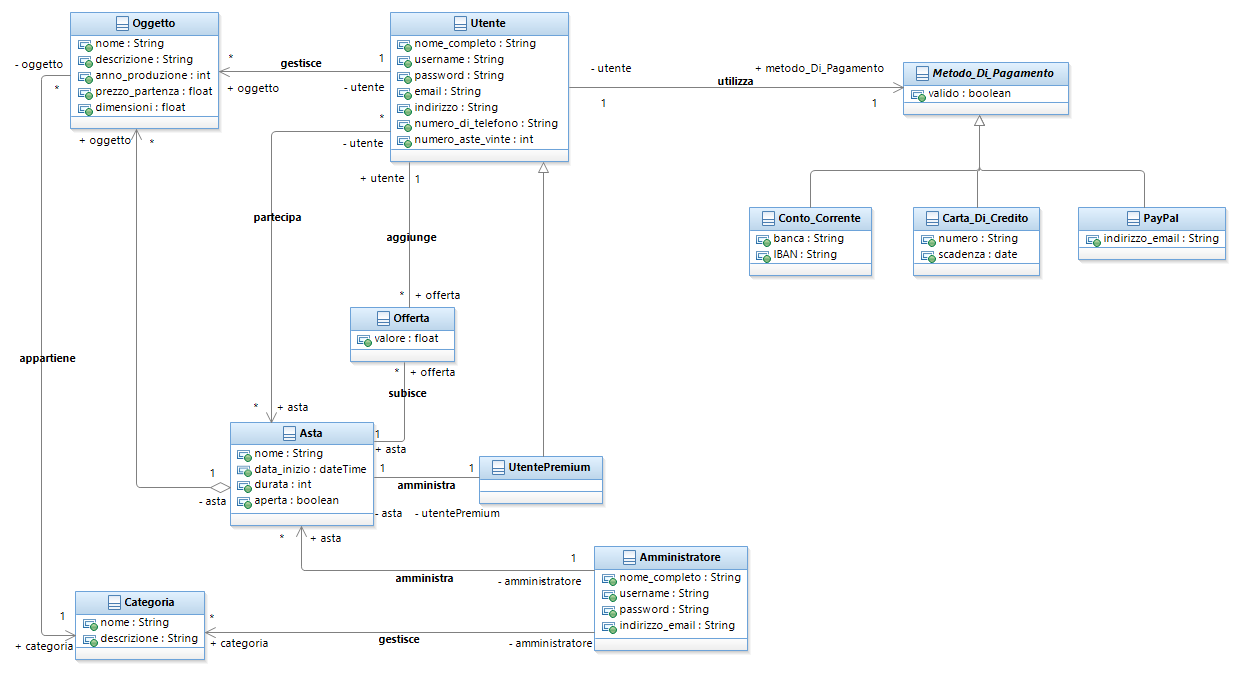 Oggetto
nome : String
descrizione : String
anno_produzione : int
prezzo_partenza : float
dimensioni : float
Utente
nome_completo : String
username : String
password : String
email : String
indirizzo : String
numero_di_telefono : String
numero_aste_vinte : int
Metodo_Di_Pagamento
valido : boolean
- oggetto
*
*
gestisce
1
+ oggetto
- utente
- utente
+ metodo_Di_Pagamento
utilizza
1
1
*
- utente
+ oggetto
*
+ utente
1
partecipa
aggiunge
Conto_Corrente
banca : String
IBAN : String
Carta_Di_Credito
numero : String
scadenza : date
PayPal
indirizzo_email : String
*
+ offerta
Offerta
valore : float
*
+ offerta
subisce
appartiene
*
+ asta
Asta
nome : String
data_inizio : dateTime
durata : int
aperta : boolean
1
+ asta
1
1
amministra
- asta
- utentePremium
UtentePremium
1
- asta
*
+ asta
1
amministra
- amministratore
Amministratore
nome_completo : String
username : String
password : String
indirizzo_email : String
Categoria
nome : String
descrizione : String
1
+ categoria
*
+ categoria
gestisce
- amministratore